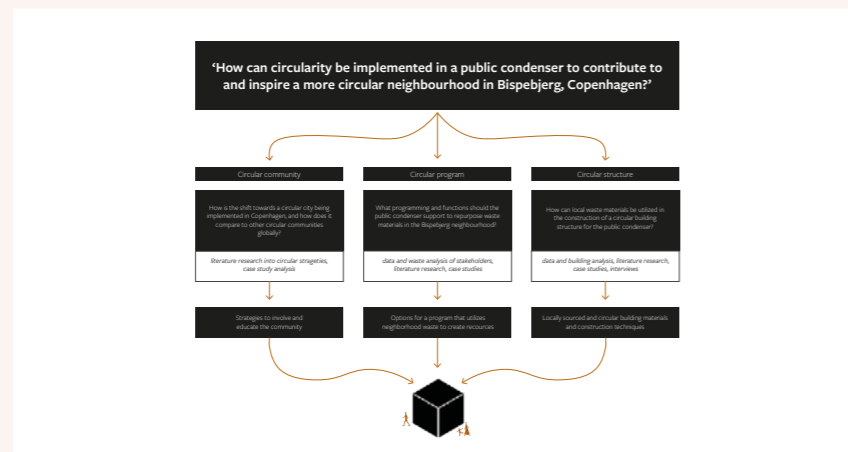 ‘How can circularity be implemented in a public condenser to contribute to
and inspire a more circular neighbourhood in Bispebjerg, Copenhagen?’
Circular community
How is the shift towards a circular city being
implemented in Copenhagen, and how does it
compare to other circular communities
globally?
literature research into circular strageties,
case study analysis
Strategies to involve and
educate the community
Circular program
What programming and functions should the
public condenser support to repurpose waste
materials in the Bispebjerg neighbourhood?
data and waste analysis of stakeholders,
literature research, case studies
Options for a program that utilizes
neighborhood waste to create recources
Circular structure
How can local waste materials be utilized in
the construction of a circular building
structure for the public condenser?
data and building analysis, literature research,
case studies, interviews
Locally sourced and circular building materials
and construction techniques